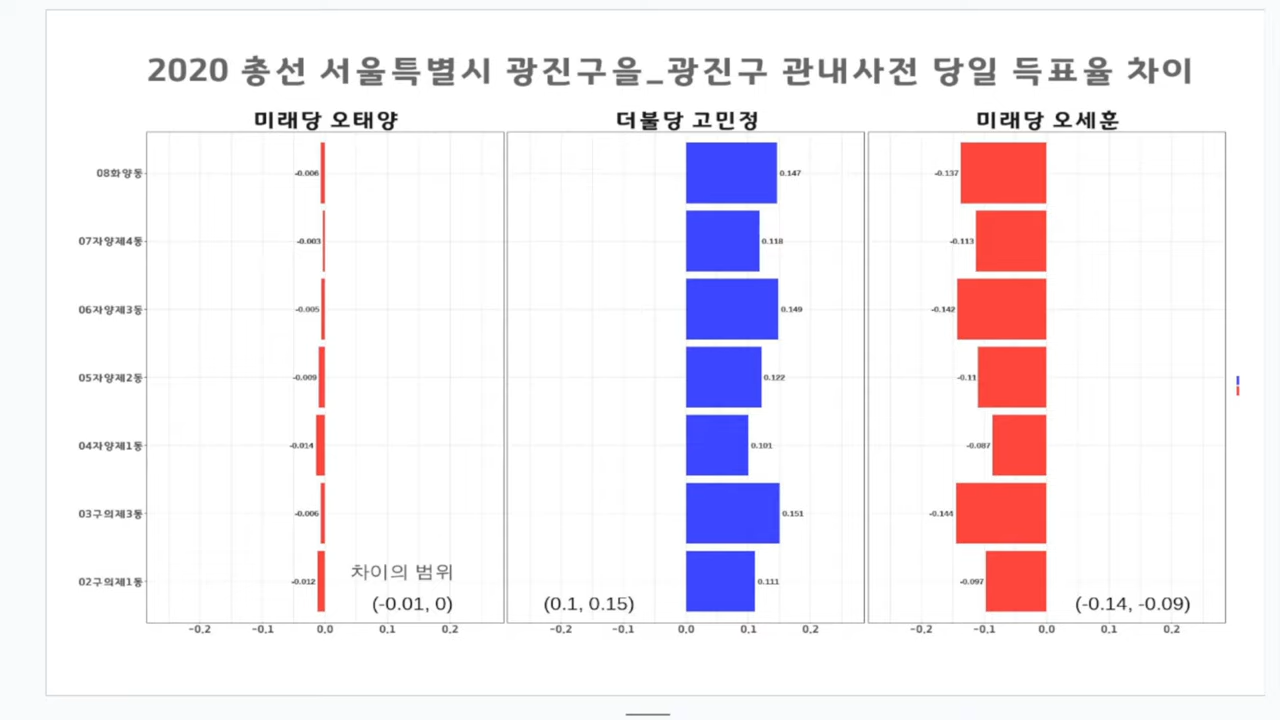 2020 총선 서울특별시 광진구을_광진구 관내사전 당일 득표율 차이
미래당 오태양 더불당 고민정 미래당 오세훈
08화양동 -0.006 0.147 -0.137
07자양제4동 -0.003 0.118 -0.113
06자양제3동 -0.005 0.149 -0.142
05자양제2동 -0.009 0.122 -0.11
04자양제1동 -0.014 0.101 -0.087
03구의제3동 -0.006 0.151 -0.144
02구의제1동 -0.012 0.111 -0.097
차이의 범위
(-0.01, 0) (0.1, 0.15) (-0.14, -0.09)
-0.2 -0.1 0.0 0.1 0.2 -0.2 -0.1 0.0 0.1 0.2 -0.2 -0.1 0.0 0.1 0.2